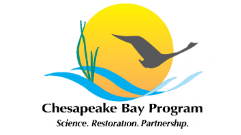 Chesapeake Bay Program
Science. Restoration. Partnership.